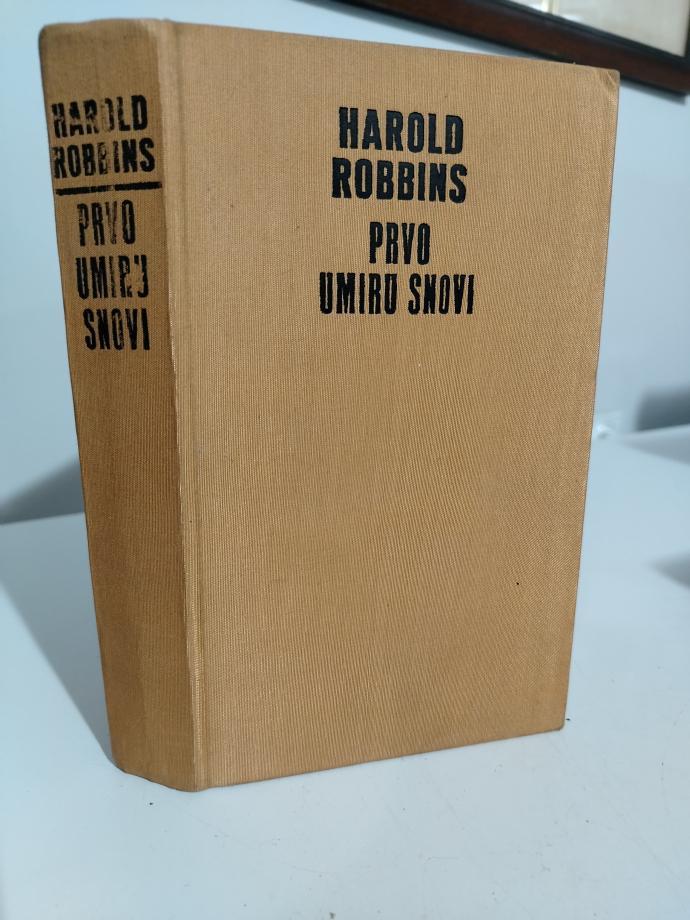 HAROLD
ROBBINS
PRVO
UMIRU SNOVI
HAROLD
ROBBINS
PRVO
UMIRU
SNOVI